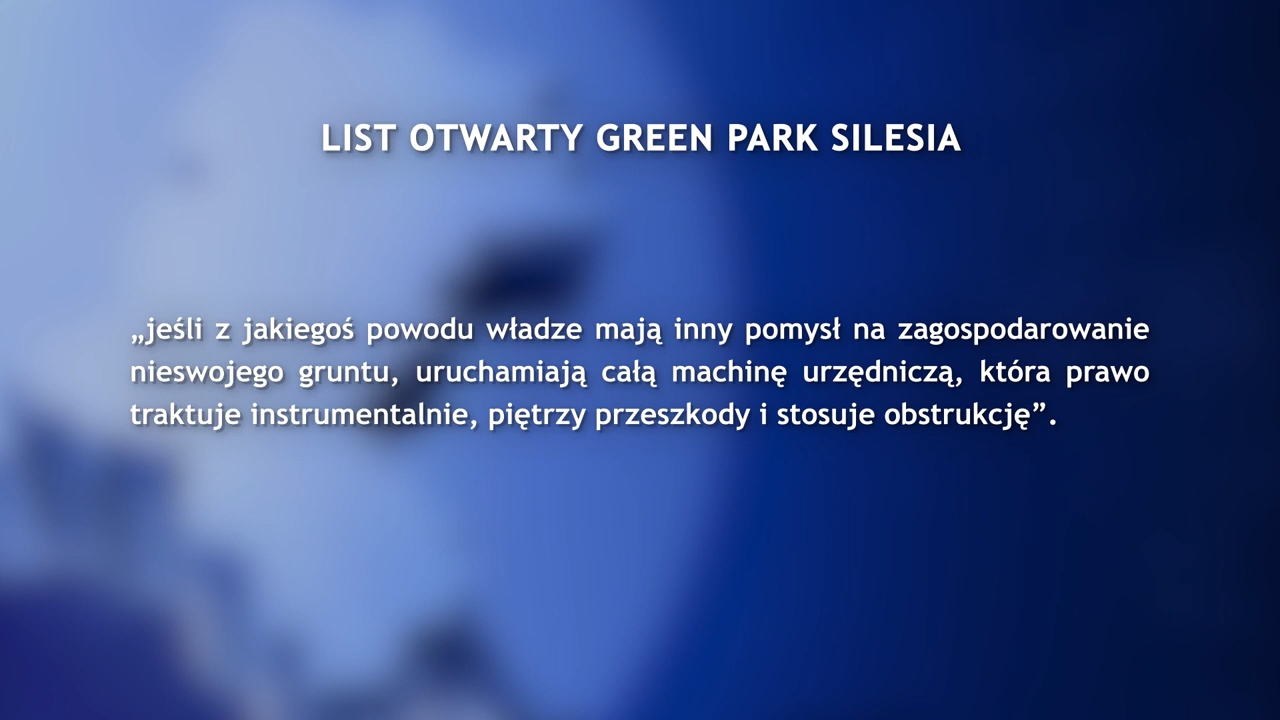 LIST OTWARTY GREEN PARK SILESIA
„jeśli z jakiegoś powodu władze mają inny pomysł na zagospodarowanie
nieswojego gruntu, uruchamiają całą machinę urzędniczą, która prawo
traktuje instrumentalnie, piętrzy przeszkody i stosuje obstrukcję”.